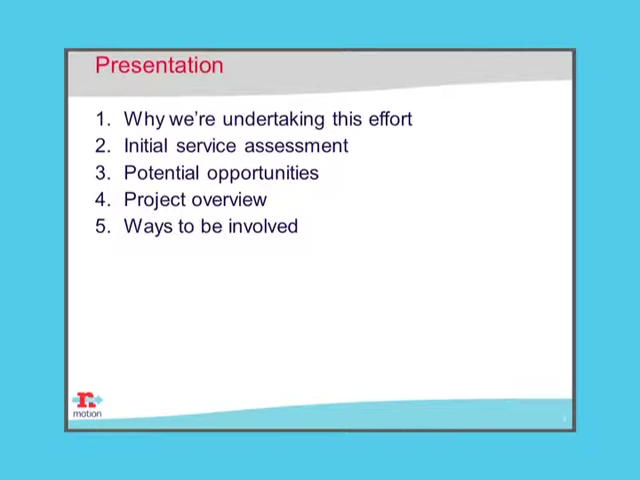 Presentation
1. Why we're undertaking this effort
2. Initial service assessment
3. Potential opportunities
4. Project overview
5. Ways to be involved
n
motion